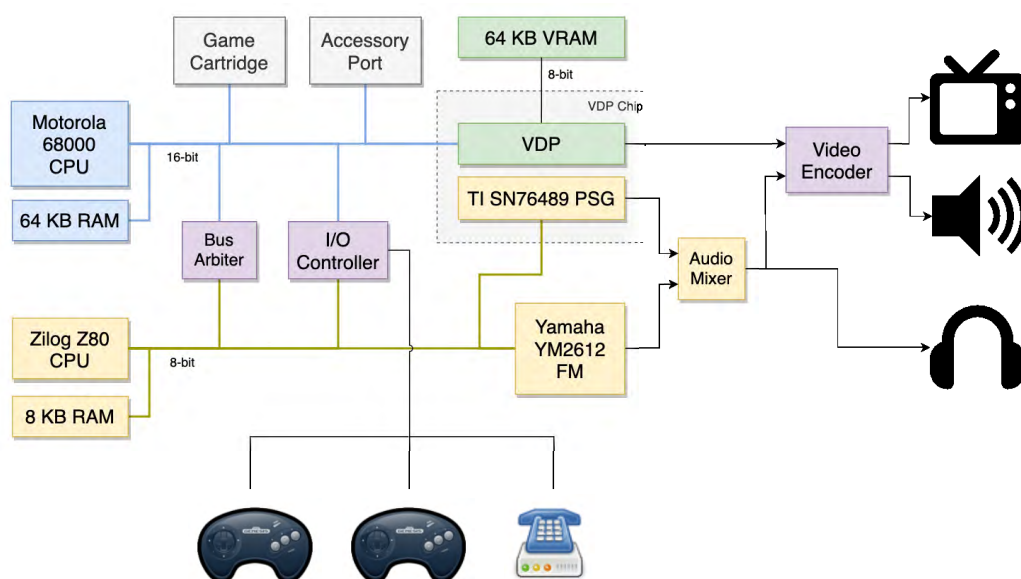 Game
Cartridge
Accessory
Port
64 KB VRAM
8-bit
VDP Chip
Motorola
68000
CPU
16-bit
VDP
Video
Encoder
64 KB RAM
TI SN76489 PSG
Bus
Arbiter
I/O
Controller
Audio
Mixer
Zilog Z80
CPU
8-bit
Yamaha
YM2612
FM
8 KB RAM